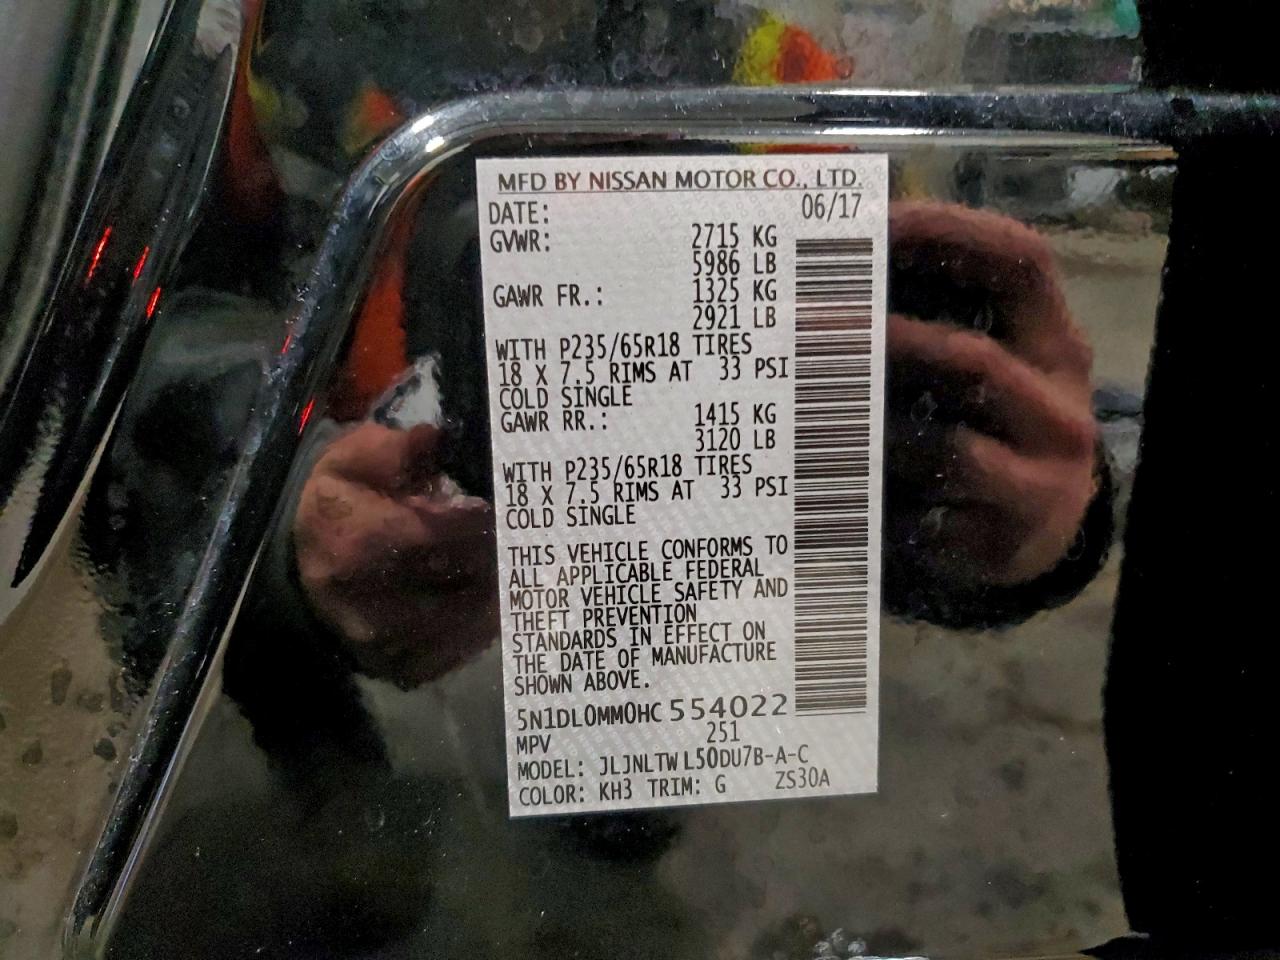 MFD BY NISSAN MOTOR CO., LTD.
DATE: 06/17
GVWR: 2715 KG
5986 LB
GAWR FR.: 1325 KG
2921 LB
WITH P235/65R18 TIRES
18 X 7.5 RIMS AT 33 PSI
COLD SINGLE
GAWR RR.: 1415 KG
3120 LB
WITH P235/65R18 TIRES
18 X 7.5 RIMS AT 33 PSI
COLD SINGLE
THIS VEHICLE CONFORMS TO
ALL APPLICABLE FEDERAL
MOTOR VEHICLE SAFETY AND
THEFT PREVENTION
STANDARDS IN EFFECT ON
THE DATE OF MANUFACTURE
SHOWN ABOVE.
5N1DL0MM0HC 554022
MPV 251
MODEL: JLJNLTW L50DU7B-A-C
COLOR: KH3 TRIM: G ZS30A